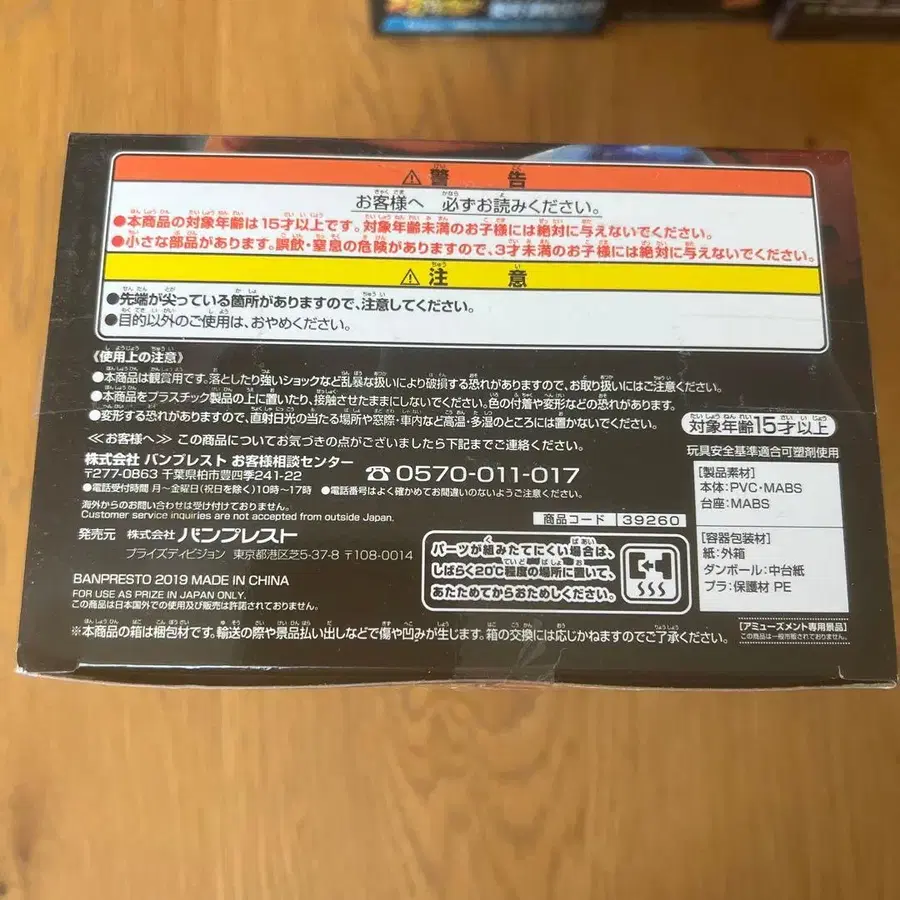 ⚠警告
お客様へ 必ずお読みください。
●本商品の対象年齢は15才以上です。対象年齢未満のお子様には絶対に与えないでください。
●小さな部品があります。誤飲・窒息の危険がありますので、3才未満のお子様には絶対に与えないでください。
⚠注意
●先端が尖っている箇所がありますので、注意してください。
●目的以外のご使用は、おやめください。
《使用上の注意》
●本商品は観賞用です。落としたり強いショックなど乱暴な扱いにより破損する恐れがありますので、お取り扱いにはご注意ください。
●本商品をプラスチック製品の上に置いたり、接触させたままにしないでください。色の付着や変形などの恐れがあります。
●変形する恐れがありますので、直射日光の当たる場所や窓際・車内など高温・多湿のところには置かないでください。
対象年齢15才以上
≪お客様へ≫ この商品についてお気づきの点がございましたら下記までご連絡ください。
玩具安全基準適合可塑剤使用
株式会社 バンプレスト お客様相談センター
〒277-0863 千葉県柏市豊四季241-22
☎0570-011-017
●電話受付時間 月〜金曜日(祝日を除く)10時〜17時 ●電話番号はよく確かめてお間違いのないようご注意ください。
海外からのお問い合わせは受け付けておりません。
Customer service inquiries are not accepted from outside Japan.
商品コード 39260
発売元 株式会社 バンプレスト
プライズディビジョン 東京都港区芝5-37-8 〒108-0014
[製品素材]
本体:PVC・MABS
台座:MABS
[容器包装材]
紙:外箱
ダンボール:中台紙
プラ:保護材 PE
パーツが組みたてにくい場合は、
しばらく20℃程度の場所に置いて、
あたためてからおためしください。
BANPRESTO 2019 MADE IN CHINA
FOR USE AS PRIZE IN JAPAN ONLY.
この商品は日本国外での使用及び販売は許諾されておりません。
※本商品の箱は梱包材です。輸送の際や景品払い出しなどで傷や凹みが生じます。箱の交換には応じかねますのでご了承ください。
[アミューズメント専用景品]
この商品は一般市販されておりません。